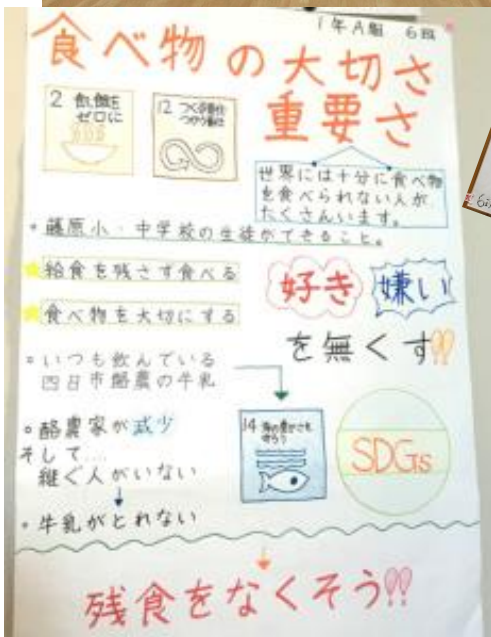 1年A組 6班
食べ物の大切さ
重要さ
2 飢餓を
ゼロに
12 つくる責任
つかう責任
世界には十分に食べ物
を食べられない人が
たくさんいます。
・藤原小・中学校の生徒ができること。
給食を残さず食べる
食べ物を大切にする
好き 嫌い
を無くす!!
・いつも飲んでいる
四日市酪農の牛乳
・酪農家が減少
そして...
継ぐ人がいない
・牛乳がとれない
14 海の豊かさを
守ろう
SDGs
残食をなくそう!!